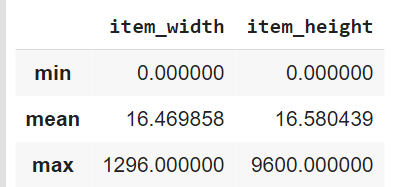 item_width item_height
min 0.000000 0.000000
mean 16.469858 16.580439
max 1296.000000 9600.000000